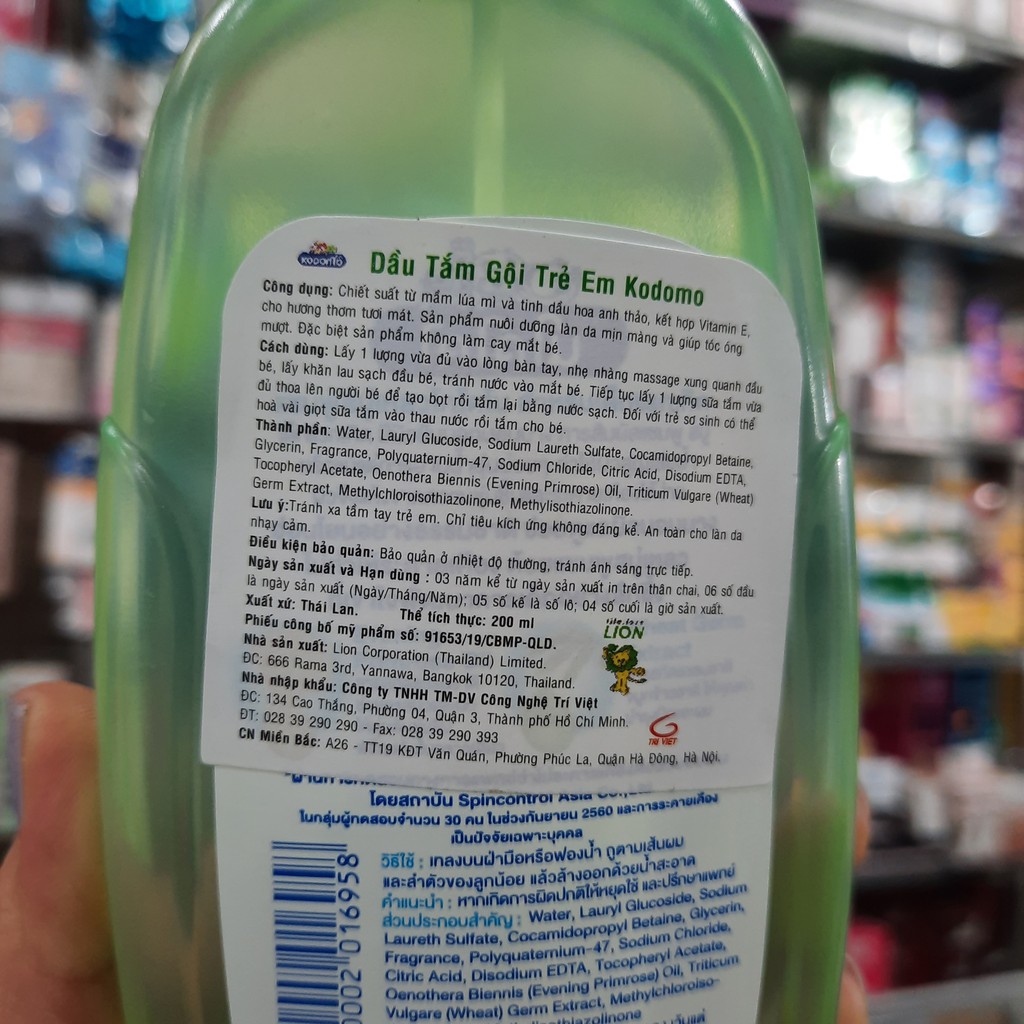 KODOMO
Dầu Tắm Gội Trẻ Em Kodomo
Công dụng: Chiết suất từ mầm lúa mì và tinh dầu hoa anh thảo, kết hợp Vitamin E,
cho hương thơm tươi mát. Sản phẩm nuôi dưỡng làn da mịn màng và giúp tóc óng
mượt. Đặc biệt sản phẩm không làm cay mắt bé.
Cách dùng: Lấy 1 lượng vừa đủ vào lòng bàn tay, nhẹ nhàng massage xung quanh đầu
bé, lấy khăn lau sạch đầu bé, tránh nước vào mắt bé. Tiếp tục lấy 1 lượng sữa tắm vừa
đủ thoa lên người bé để tạo bọt rồi tắm lại bằng nước sạch. Đối với trẻ sơ sinh có thể
hoà vài giọt sữa tắm vào thau nước rồi tắm cho bé.
Thành phần: Water, Lauryl Glucoside, Sodium Laureth Sulfate, Cocamidopropyl Betaine,
Glycerin, Fragrance, Polyquaternium-47, Sodium Chloride, Citric Acid, Disodium EDTA,
Tocopheryl Acetate, Oenothera Biennis (Evening Primrose) Oil, Triticum Vulgare (Wheat)
Germ Extract, Methylchloroisothiazolinone, Methylisothiazolinone.
Lưu ý:Tránh xa tầm tay trẻ em. Chỉ tiêu kích ứng không đáng kể. An toàn cho làn da
nhạy cảm.
Điều kiện bảo quản: Bảo quản ở nhiệt độ thường, tránh ánh sáng trực tiếp.
Ngày sản xuất và Hạn dùng : 03 năm kể từ ngày sản xuất in trên thân chai, 06 số đầu
là ngày sản xuất (Ngày/Tháng/Năm); 05 số kế là số lô; 04 số cuối là giờ sản xuất.
Xuất xứ: Thái Lan. Thể tích thực: 200 ml
Phiếu công bố mỹ phẩm số: 91653/19/CBMP-QLD.
Nhà sản xuất: Lion Corporation (Thailand) Limited.
ĐC: 666 Rama 3rd, Yannawa, Bangkok 10120, Thailand.
Nhà nhập khẩu: Công ty TNHH TM-DV Công Nghệ Trí Việt
ĐC: 134 Cao Thắng, Phường 04, Quận 3, Thành phố Hồ Chí Minh.
ĐT: 028 39 290 290 - Fax: 028 39 290 393
CN Miền Bắc: A26 - TT19 KĐT Văn Quán, Phường Phúc La, Quận Hà Đông, Hà Nội.
life.love
LION
TRI VIET
โดยสถาบัน Spincontrol Asia
ในกลุ่มผู้ทดสอบจำนวน 30 คน ในช่วงกันยายน 2560 และการระคายเคือง
เป็นปัจจัยเฉพาะบุคคล
วิธีใช้ : เทลงบนฝ่ามือหรือฟองน้ำ ถูตามเส้นผม
และลำตัวของลูกน้อย แล้วล้างออกด้วยน้ำสะอาด
คำแนะนำ : หากเกิดการผิดปกติให้หยุดใช้ และปรึกษาแพทย์
ส่วนประกอบสำคัญ : Water, Lauryl Glucoside, Sodium
Laureth Sulfate, Cocamidopropyl Betaine, Glycerin,
Fragrance, Polyquaternium-47, Sodium Chloride,
Citric Acid, Disodium EDTA, Tocopheryl Acetate,
Oenothera Biennis (Evening Primrose) Oil, Triticum
Vulgare (Wheat) Germ Extract, Methylchloroiso-
0002 016958